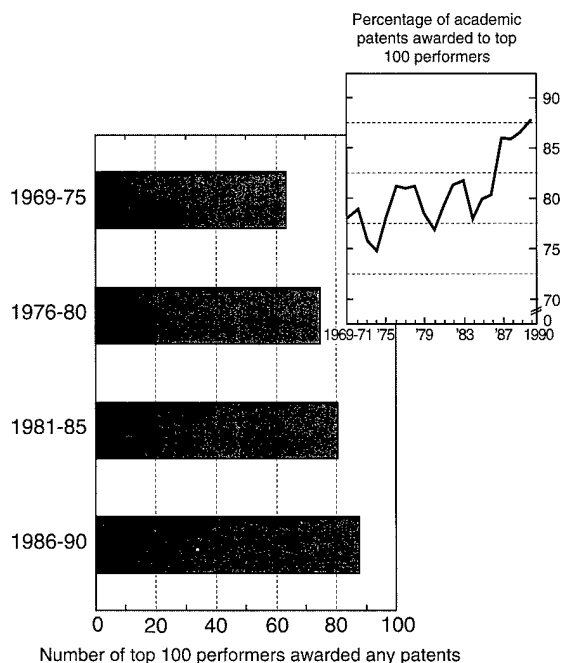 Percentage of academic
patents awarded to top
100 performers
90
85
80
75
70
0
1969-71 '75 '79 '83 '87 1990
1969-75
1976-80
1981-85
1986-90
0 20 40 60 80 100
Number of top 100 performers awarded any patents